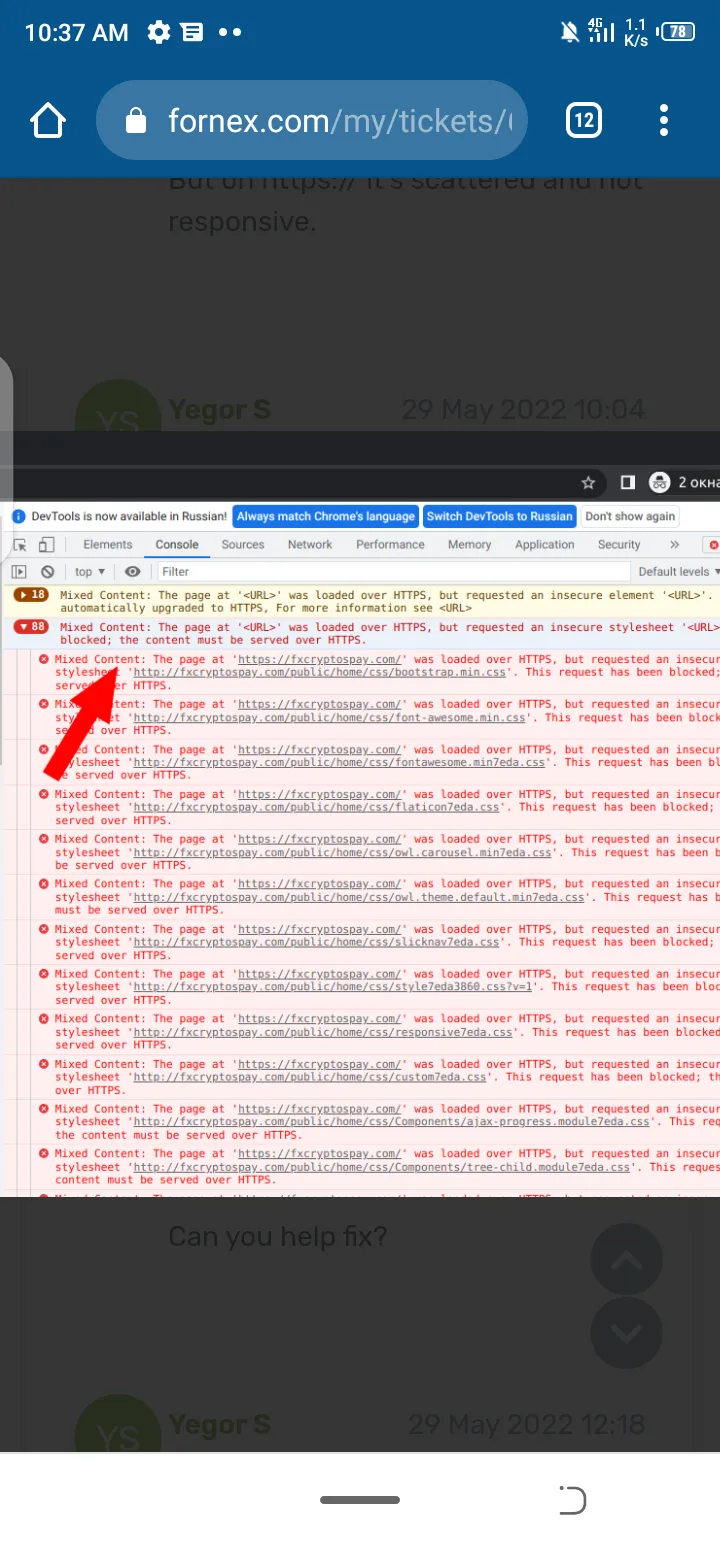 10:37 AM
4G
1.1
K/s
78
fornex.com/my/tickets/
12
But on https:// it's scattered and not
responsive.
YS
Yegor S
29 May 2022 10:04
2 окна
DevTools is now available in Russian!
Always match Chrome's language
Switch DevTools to Russian
Don't show again
Elements
Console
Sources
Network
Performance
Memory
Application
Security
»
top ▼
Filter
Default levels ▼
18 Mixed Content: The page at '<URL>' was loaded over HTTPS, but requested an insecure element '<URL>'.
automatically upgraded to HTTPS, For more information see <URL>
88 Mixed Content: The page at '<URL>' was loaded over HTTPS, but requested an insecure stylesheet '<URL>
blocked; the content must be served over HTTPS.
Mixed Content: The page at 'https://fxcryptospay.com/' was loaded over HTTPS, but requested an insecur
stylesheet 'http://fxcryptospay.com/public/home/css/bootstrap.min.css'. This request has been blocked;
served over HTTPS.
Mixed Content: The page at 'https://fxcryptospay.com/' was loaded over HTTPS, but requested an insecur
stylesheet 'http://fxcryptospay.com/public/home/css/font-awesome.min.css'. This request has been block
served over HTTPS.
Mixed Content: The page at 'https://fxcryptospay.com/' was loaded over HTTPS, but requested an insecur
stylesheet 'http://fxcryptospay.com/public/home/css/fontawesome.min7eda.css'. This request has been bl
be served over HTTPS.
Mixed Content: The page at 'https://fxcryptospay.com/' was loaded over HTTPS, but requested an insecur
stylesheet 'http://fxcryptospay.com/public/home/css/flaticon7eda.css'. This request has been blocked;
served over HTTPS.
Mixed Content: The page at 'https://fxcryptospay.com/' was loaded over HTTPS, but requested an insecur
stylesheet 'http://fxcryptospay.com/public/home/css/owl.carousel.min7eda.css'. This request has been b
be served over HTTPS.
Mixed Content: The page at 'https://fxcryptospay.com/' was loaded over HTTPS, but requested an insecur
stylesheet 'http://fxcryptospay.com/public/home/css/owl.theme.default.min7eda.css'. This request has b
must be served over HTTPS.
Mixed Content: The page at 'https://fxcryptospay.com/' was loaded over HTTPS, but requested an insecur
stylesheet 'http://fxcryptospay.com/public/home/css/slicknav7eda.css'. This request has been blocked;
served over HTTPS.
Mixed Content: The page at 'https://fxcryptospay.com/' was loaded over HTTPS, but requested an insecur
stylesheet 'http://fxcryptospay.com/public/home/css/style7eda3860.css?v=1'. This request has been bloc
served over HTTPS.
Mixed Content: The page at 'https://fxcryptospay.com/' was loaded over HTTPS, but requested an insecur
stylesheet 'http://fxcryptospay.com/public/home/css/responsive7eda.css'. This request has been blocked
served over HTTPS.
Mixed Content: The page at 'https://fxcryptospay.com/' was loaded over HTTPS, but requested an insecur
stylesheet 'http://fxcryptospay.com/public/home/css/custom7eda.css'. This request has been blocked; th
over HTTPS.
Mixed Content: The page at 'https://fxcryptospay.com/' was loaded over HTTPS, but requested an insecur
stylesheet 'http://fxcryptospay.com/public/home/css/Components/ajax-progress.module7eda.css'. This req
the content must be served over HTTPS.
Mixed Content: The page at 'https://fxcryptospay.com/' was loaded over HTTPS, but requested an insecur
stylesheet 'http://fxcryptospay.com/public/home/css/Components/tree-child.module7eda.css'. This reques
content must be served over HTTPS.
Can you help fix?
YS
Yegor S
29 May 2022 12:18